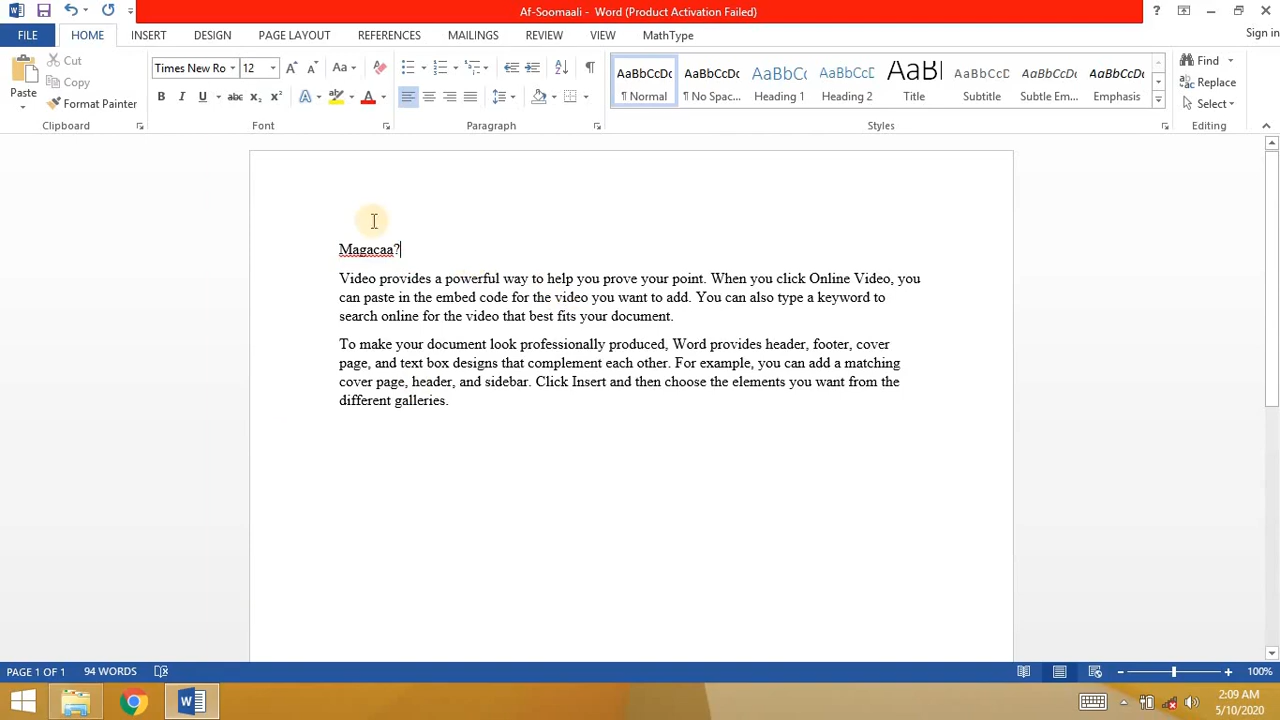 Af-Soomaali - Word (Product Activation Failed)
FILE HOME INSERT DESIGN PAGE LAYOUT REFERENCES MAILINGS REVIEW VIEW MathType Sign in
Paste
Cut
Copy
Format Painter
Times New Ro 12
AaBbCcDc ¶ Normal
AaBbCcDc ¶ No Spac...
AaBbCc Heading 1
AaBbCcC Heading 2
AaBl Title
AaBbCcC Subtitle
AaBbCcDc Subtle Em...
AaBbCcDc Emphasis
Find
Replace
Select
Clipboard Font Paragraph Styles Editing
Magacaa?
Video provides a powerful way to help you prove your point. When you click Online Video, you
can paste in the embed code for the video you want to add. You can also type a keyword to
search online for the video that best fits your document.
To make your document look professionally produced, Word provides header, footer, cover
page, and text box designs that complement each other. For example, you can add a matching
cover page, header, and sidebar. Click Insert and then choose the elements you want from the
different galleries.
PAGE 1 OF 1 94 WORDS 100%
2:09 AM
5/10/2020